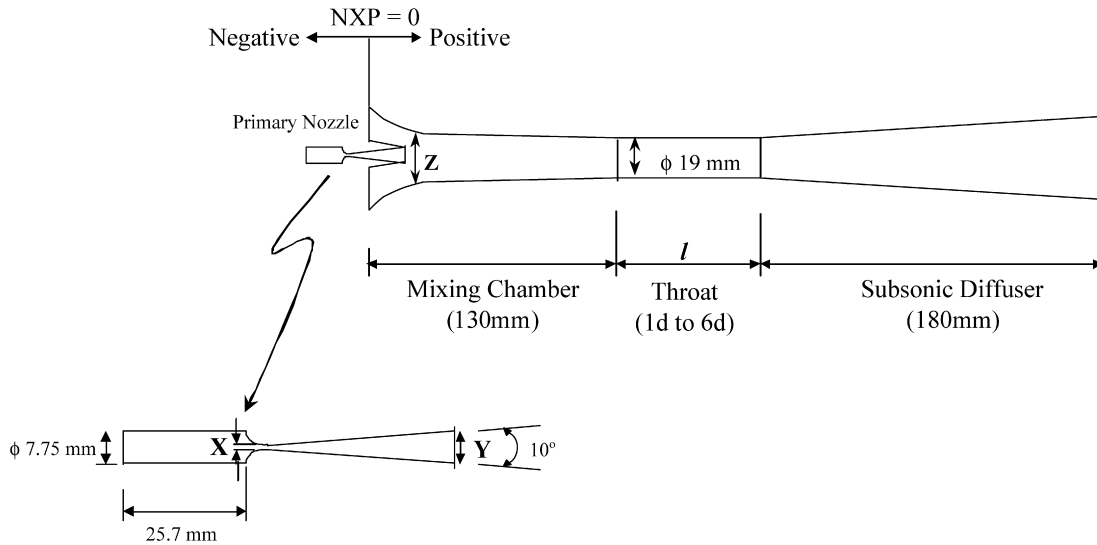 NXP = 0
Negative
Positive
Primary Nozzle
Z
ϕ 19 mm
l
Mixing Chamber
(130mm)
Throat
(1d to 6d)
Subsonic Diffuser
(180mm)
ϕ 7.75 mm
X
Y
10°
25.7 mm